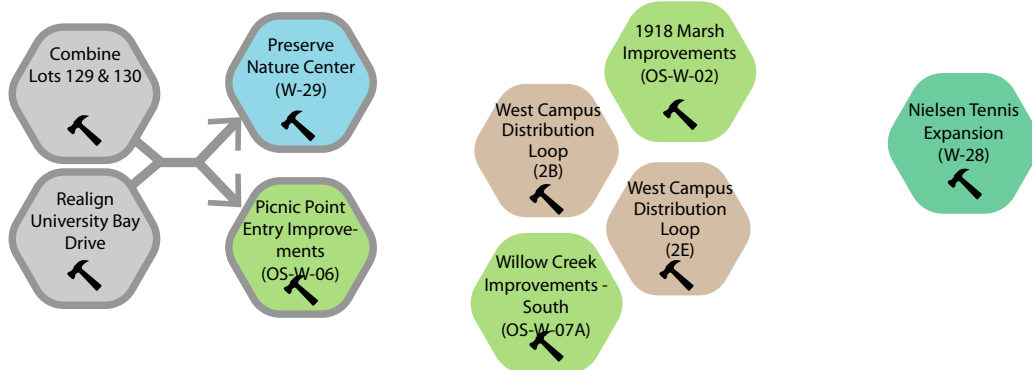 Combine
Lots 129 & 130
Preserve
Nature Center
(W-29)
Realign
University Bay
Drive
Picnic Point
Entry Improve-
ments
(OS-W-06)
1918 Marsh
Improvements
(OS-W-02)
West Campus
Distribution
Loop
(2B)
West Campus
Distribution
Loop
(2E)
Willow Creek
Improvements -
South
(OS-W-07A)
Nielsen Tennis
Expansion
(W-28)